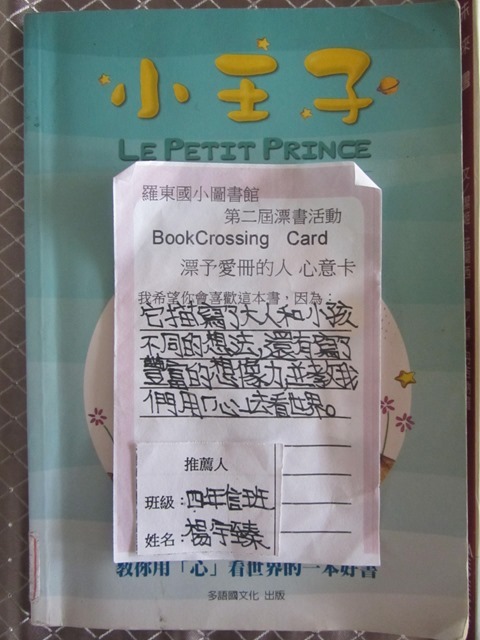 小王子
LE PETIT PRINCE
羅東國小圖書館
第二屆漂書活動
BookCrossing Card
漂予愛冊的人 心意卡
我希望你會喜歡這本書，因為：
它描寫了大人和小孩
不同的想法,還有寫了
豐富的想像力,並教我
們用「心」去看世界。
推薦人
班級：四年信班
姓名：楊宇臻
教你用「心」看世界的一本好書
多語國文化 出版